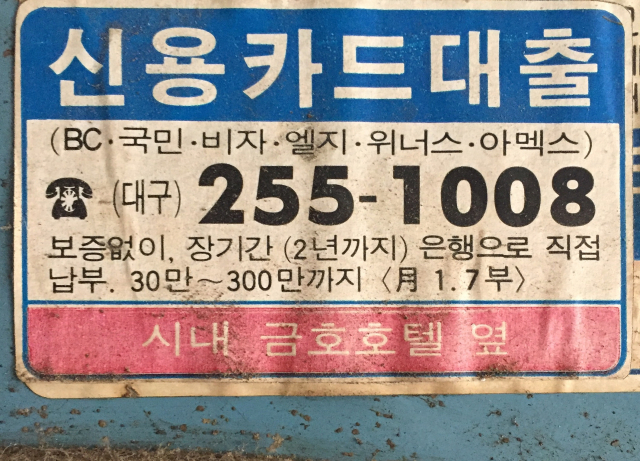 신용카드대출
(BC·국민·비자·엘지·위너스·아멕스)
☎ (대구) 255-1008
보증없이, 장기간 (2년까지) 은행으로 직접
납부. 30만~300만까지 〈月 1.7부〉
시내 금호호텔 옆